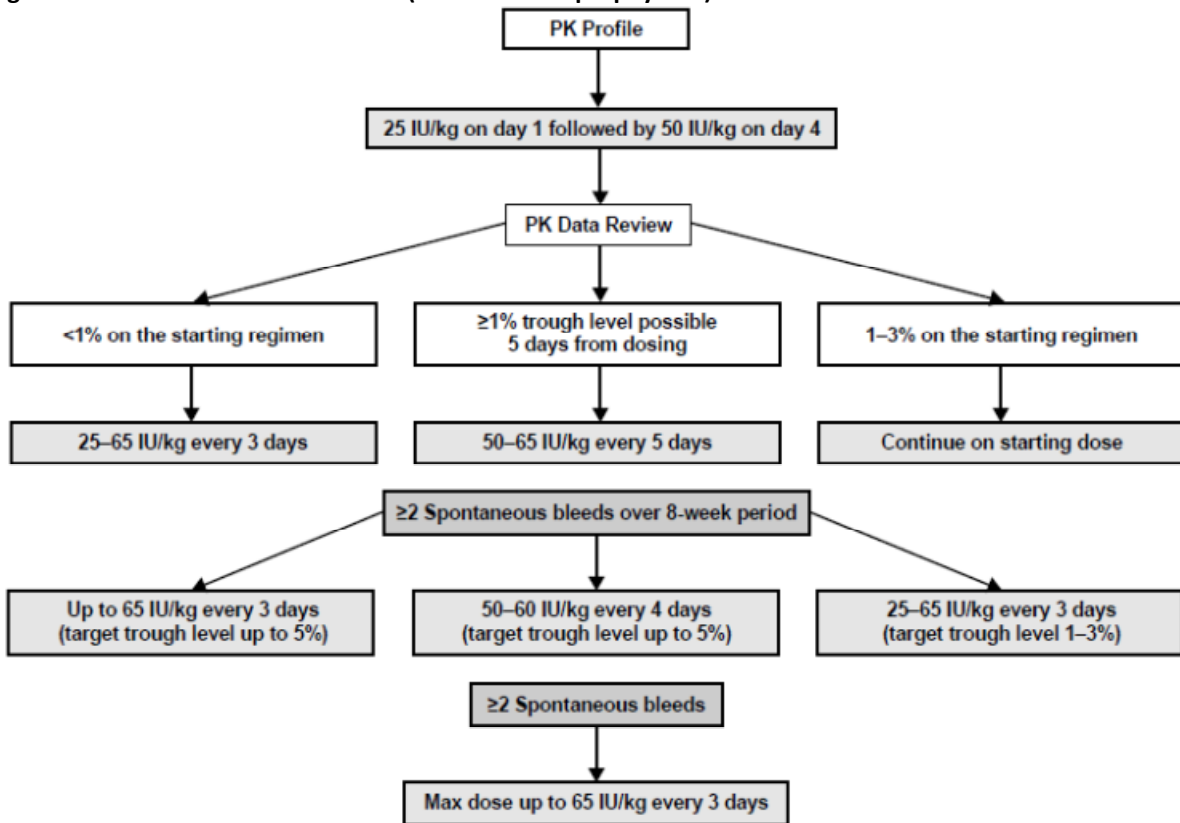 PK Profile
25 IU/kg on day 1 followed by 50 IU/kg on day 4
PK Data Review
<1% on the starting regimen
≥1% trough level possible
5 days from dosing
1–3% on the starting regimen
25–65 IU/kg every 3 days
50–65 IU/kg every 5 days
Continue on starting dose
≥2 Spontaneous bleeds over 8-week period
Up to 65 IU/kg every 3 days
(target trough level up to 5%)
50–60 IU/kg every 4 days
(target trough level up to 5%)
25–65 IU/kg every 3 days
(target trough level 1–3%)
≥2 Spontaneous bleeds
Max dose up to 65 IU/kg every 3 days